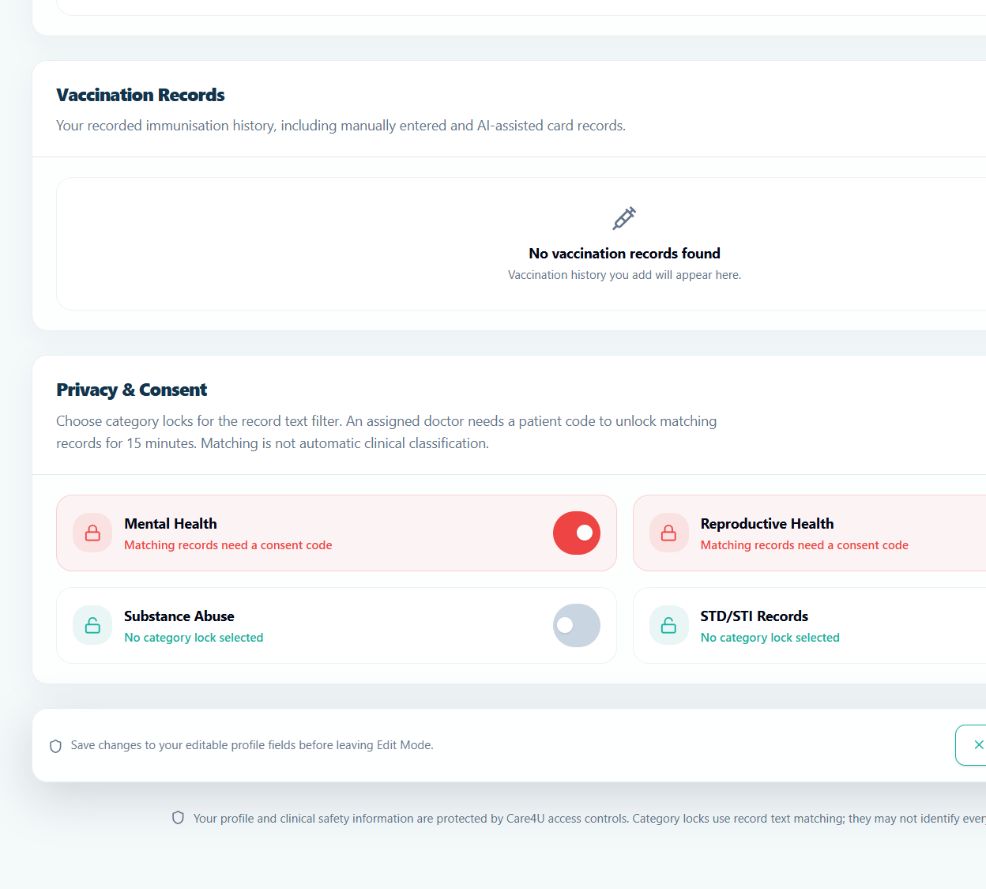 Vaccination Records
Your recorded immunisation history, including manually entered and AI-assisted card records.
No vaccination records found
Vaccination history you add will appear here.
Privacy & Consent
Choose category locks for the record text filter. An assigned doctor needs a patient code to unlock matching
records for 15 minutes. Matching is not automatic clinical classification.
Mental Health
Matching records need a consent code
Reproductive Health
Matching records need a consent code
Substance Abuse
No category lock selected
STD/STI Records
No category lock selected
Save changes to your editable profile fields before leaving Edit Mode.
Your profile and clinical safety information are protected by Care4U access controls. Category locks use record text matching; they may not identify